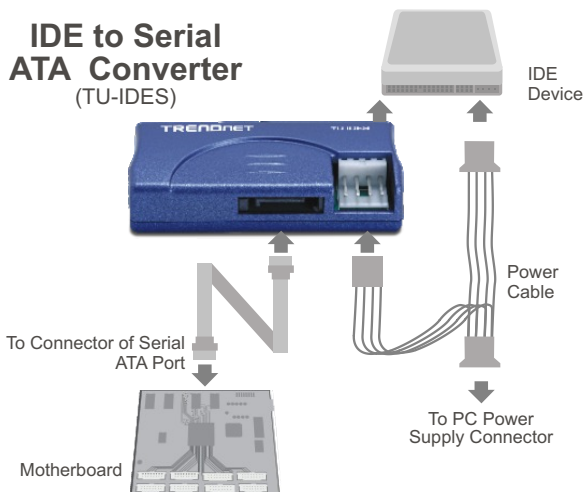 IDE to Serial
ATA Converter
(TU-IDES)
IDE
Device
TRENDNET
Power
Cable
To Connector of Serial
ATA Port
To PC Power
Supply Connector
Motherboard